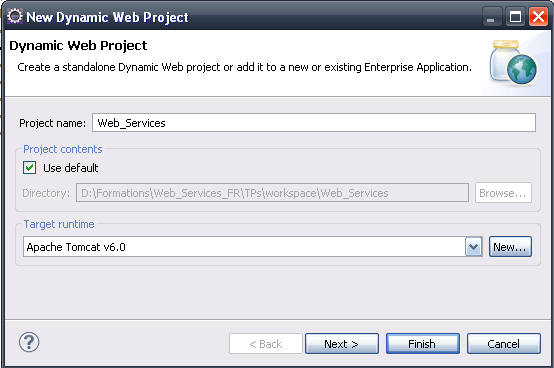 New Dynamic Web Project
Dynamic Web Project
Create a standalone Dynamic Web project or add it to a new or existing Enterprise Application.
Project name: Web_Services
Project contents
Use default
Directory: D:\Formations\Web_Services_FR\TPs\workspace\Web_Services Browse...
Target runtime
Apache Tomcat v6.0 New...
? < Back Next > Finish Cancel